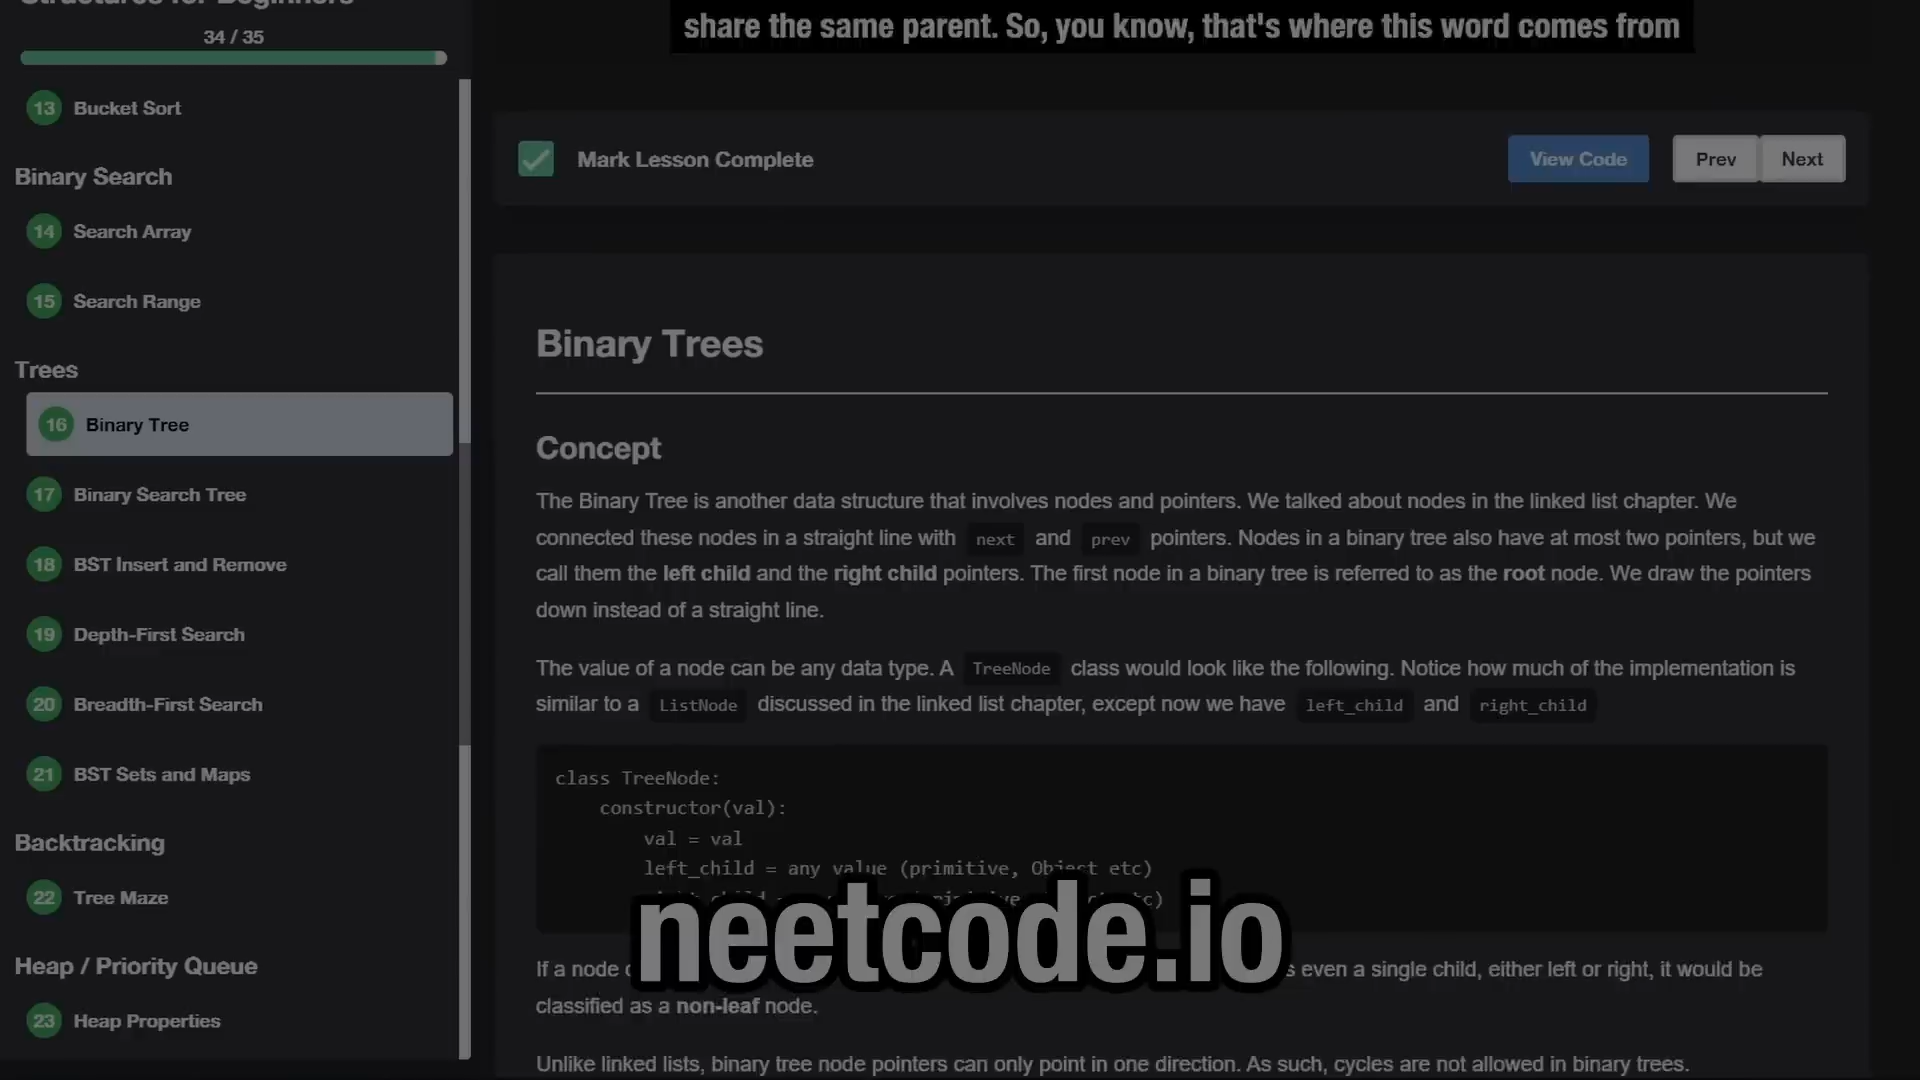 Structures for Beginners
34 / 35
13 Bucket Sort
Binary Search
14 Search Array
15 Search Range
Trees
16 Binary Tree
17 Binary Search Tree
18 BST Insert and Remove
19 Depth-First Search
20 Breadth-First Search
21 BST Sets and Maps
Backtracking
22 Tree Maze
Heap / Priority Queue
23 Heap Properties
share the same parent. So, you know, that's where this word comes from
Mark Lesson Complete
View Code
Prev
Next
Binary Trees
Concept
The Binary Tree is another data structure that involves nodes and pointers. We talked about nodes in the linked list chapter. We
connected these nodes in a straight line with next and prev pointers. Nodes in a binary tree also have at most two pointers, but we
call them the left child and the right child pointers. The first node in a binary tree is referred to as the root node. We draw the pointers
down instead of a straight line.
The value of a node can be any data type. A TreeNode class would look like the following. Notice how much of the implementation is
similar to a ListNode discussed in the linked list chapter, except now we have left_child and right_child
class TreeNode:
constructor(val):
val = val
left_child = any value (primitive, Object etc)
neetcode.io
If a node
even a single child, either left or right, it would be
classified as a non-leaf node.
Unlike linked lists, binary tree node pointers can only point in one direction. As such, cycles are not allowed in binary trees.